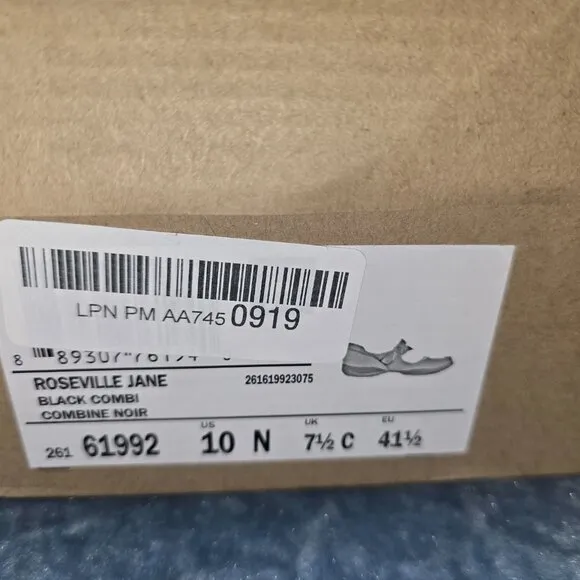 LPN PM AA745 0919
8
ROSEVILLE JANE 261619923075
BLACK COMBI
COMBINE NOIR
US UK EU
261 61992 10 N 7½ C 41½